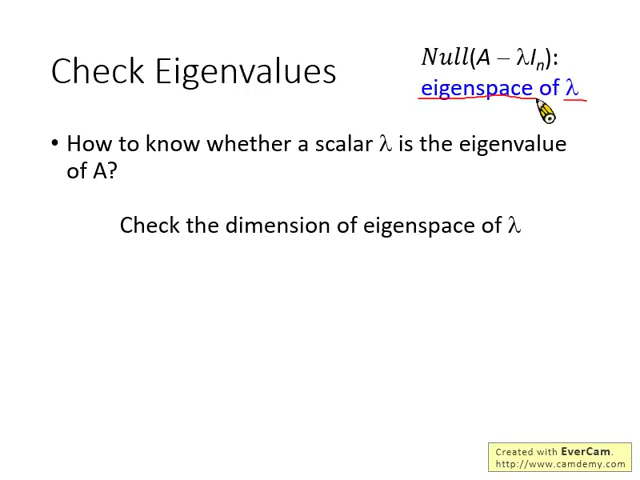 Check Eigenvalues
Null(A − λIₙ):
eigenspace of λ
• How to know whether a scalar λ is the eigenvalue
of A?
Check the dimension of eigenspace of λ
Created with EverCam.
http://www.camdemy.com